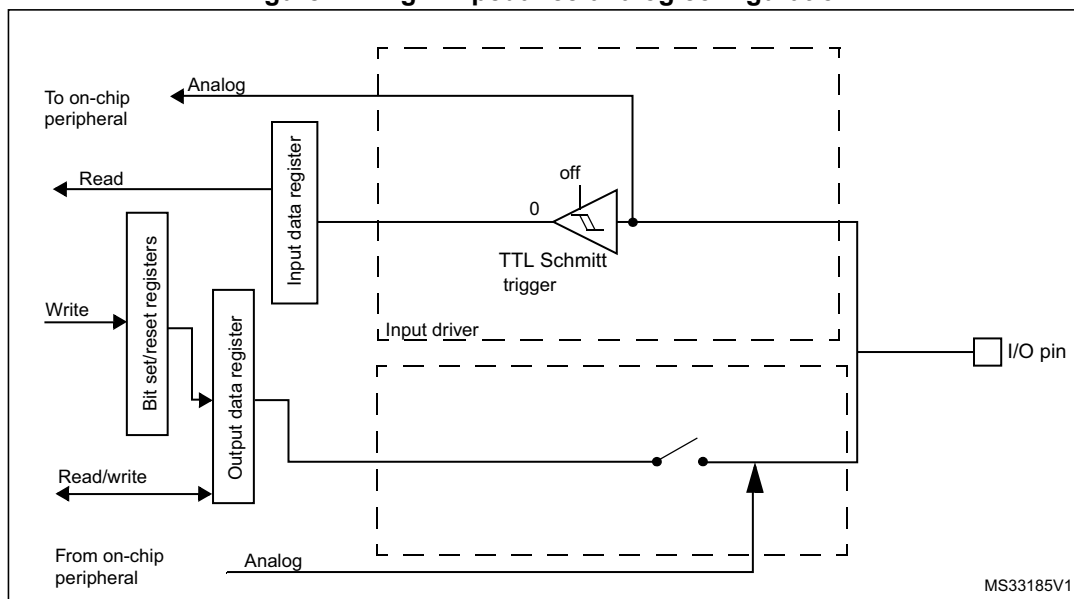 Analog
To on-chip
peripheral
Read
Input data register
off
0
TTL Schmitt
trigger
Bit set/reset registers
Write
Output data register
Input driver
I/O pin
Read/write
From on-chip
peripheral
Analog
MS33185V1